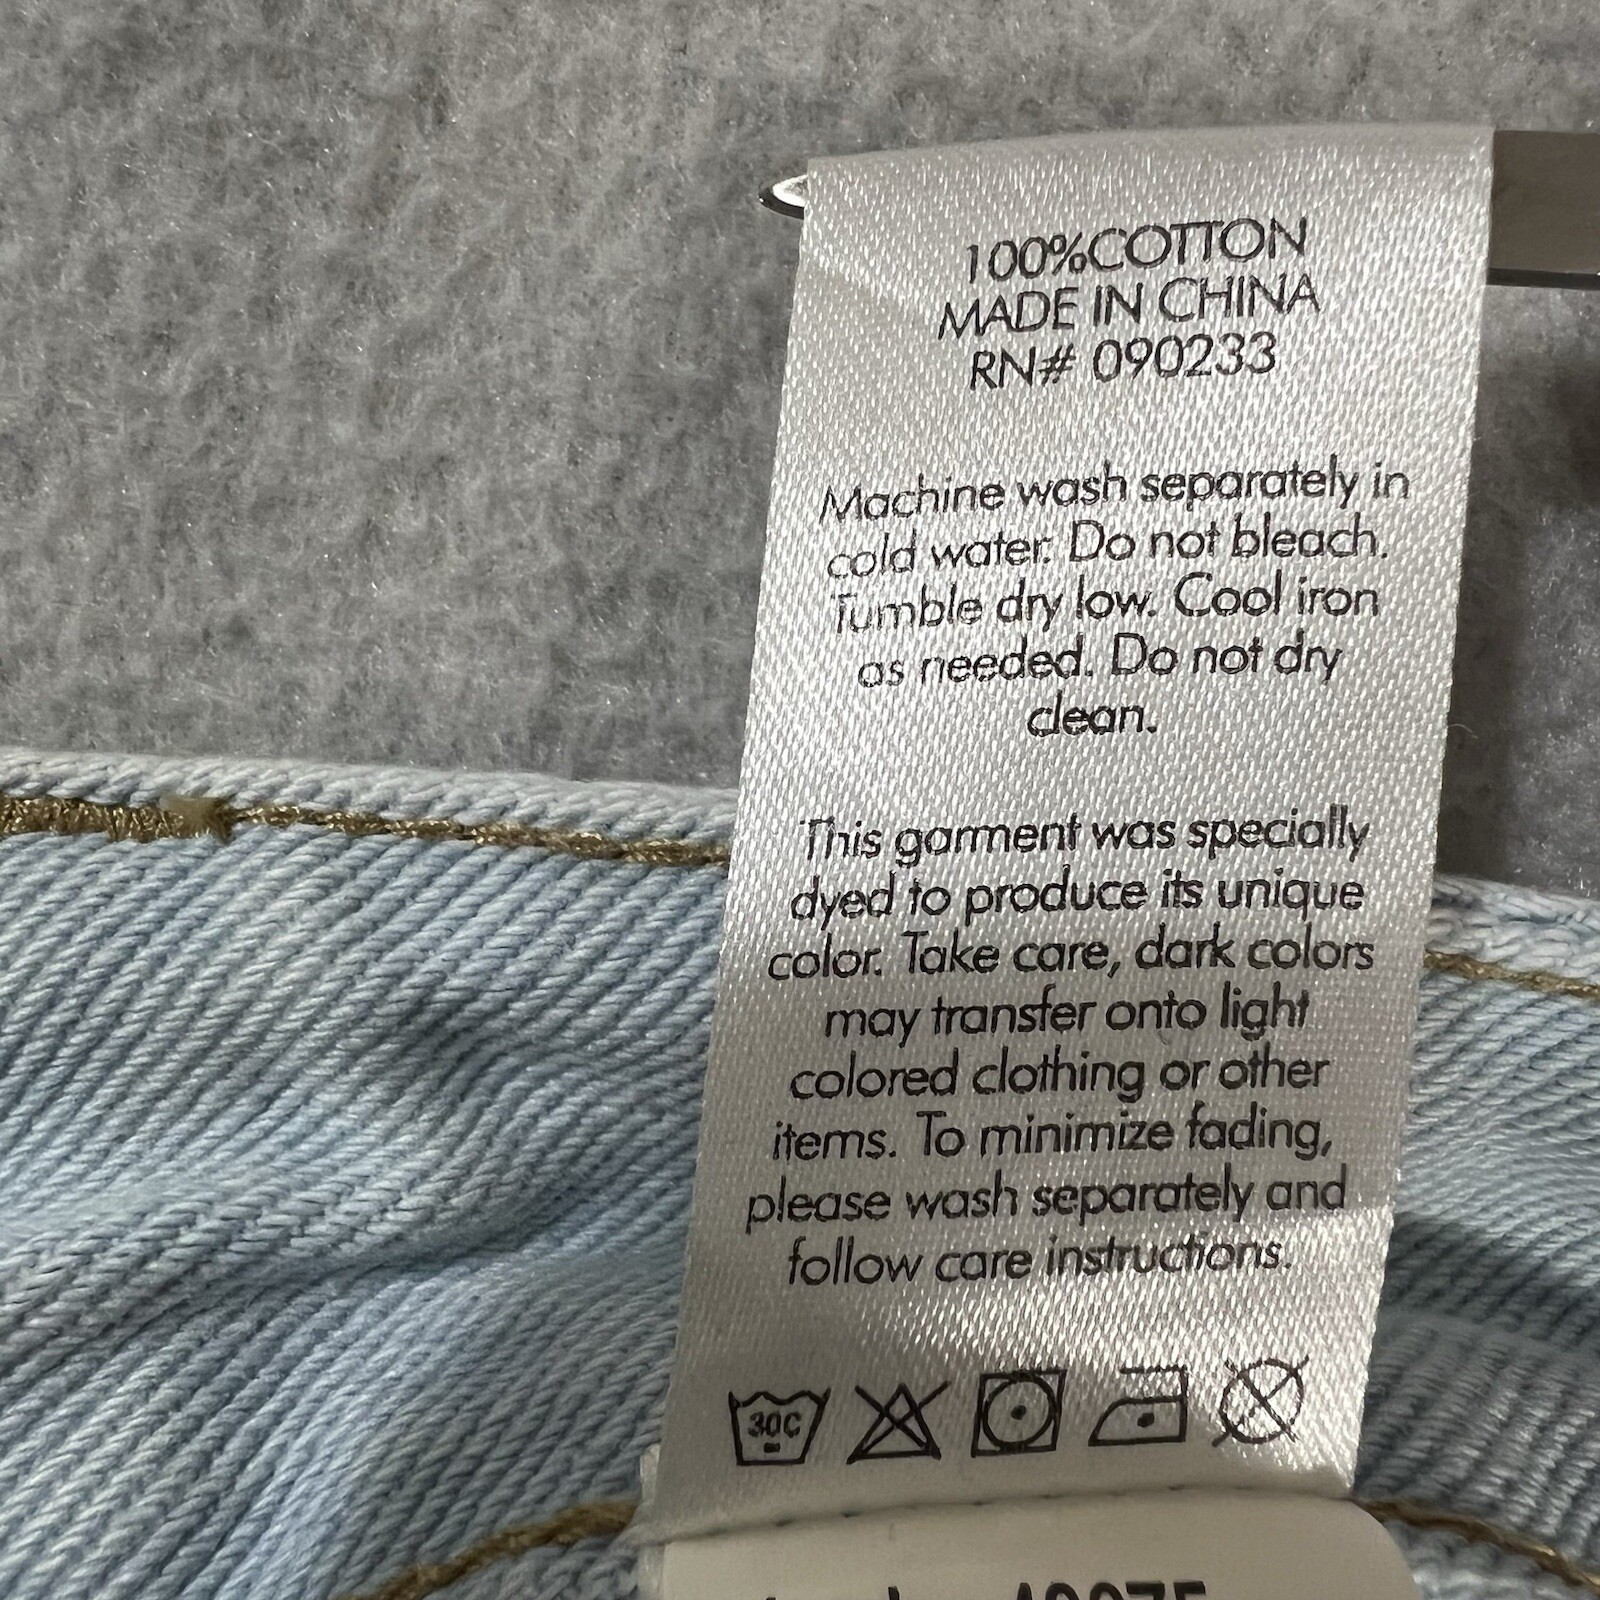 100%COTTON
MADE IN CHINA
RN# 090233
Machine wash separately in
cold water. Do not bleach.
Tumble dry low. Cool iron
as needed. Do not dry
clean.
This garment was specially
dyed to produce its unique
color. Take care, dark colors
may transfer onto light
colored clothing or other
items. To minimize fading,
please wash separately and
follow care instructions.
30C